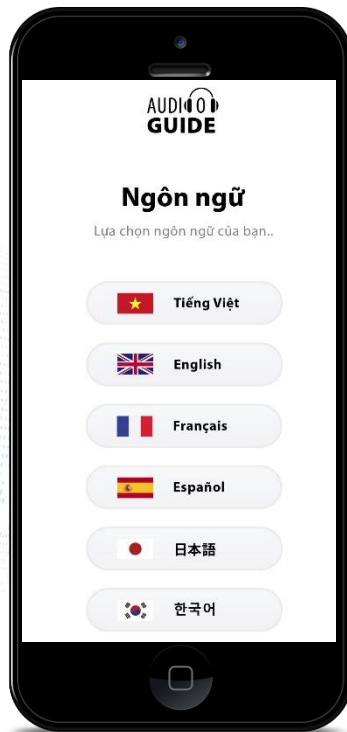 AUDIO
GUIDE
Ngôn ngữ
Lựa chọn ngôn ngữ của bạn..
Tiếng Việt
English
Français
Español
日本語
한국어